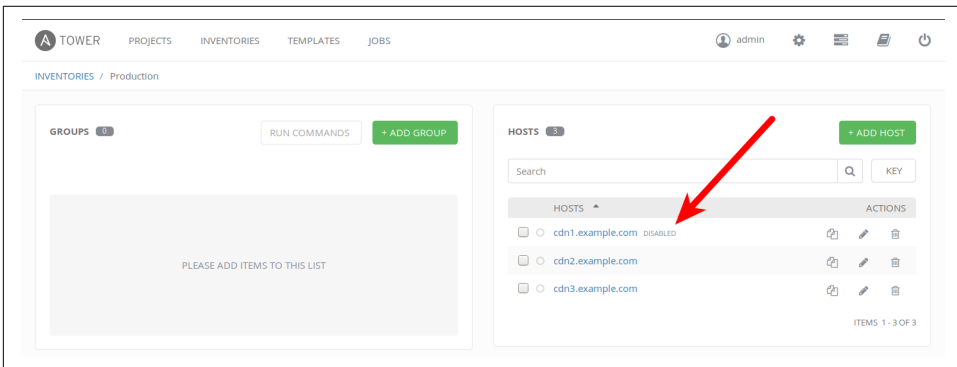 A TOWER PROJECTS INVENTORIES TEMPLATES JOBS admin
INVENTORIES / Production
GROUPS 0 RUN COMMANDS + ADD GROUP
PLEASE ADD ITEMS TO THIS LIST
HOSTS 3 + ADD HOST
Search KEY
HOSTS ACTIONS
cdn1.example.com DISABLED
cdn2.example.com
cdn3.example.com
ITEMS 1 - 3 OF 3